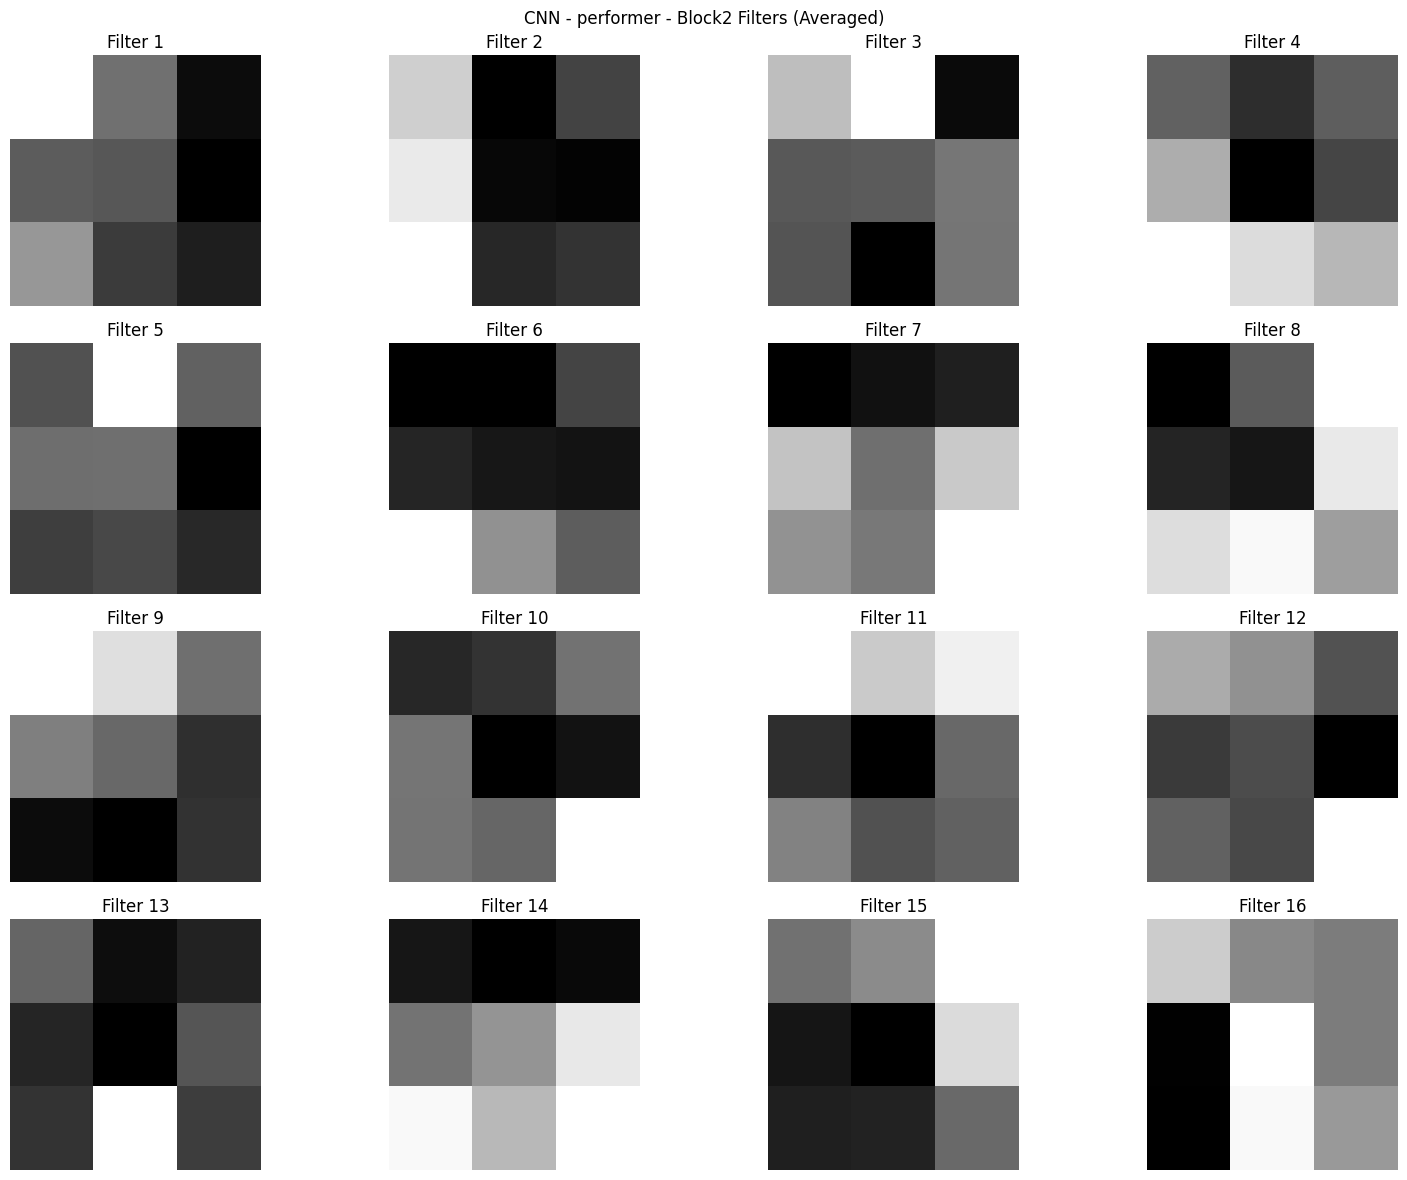 CNN - performer - Block2 Filters (Averaged)
Filter 1
Filter 2
Filter 3
Filter 4
Filter 5
Filter 6
Filter 7
Filter 8
Filter 9
Filter 10
Filter 11
Filter 12
Filter 13
Filter 14
Filter 15
Filter 16